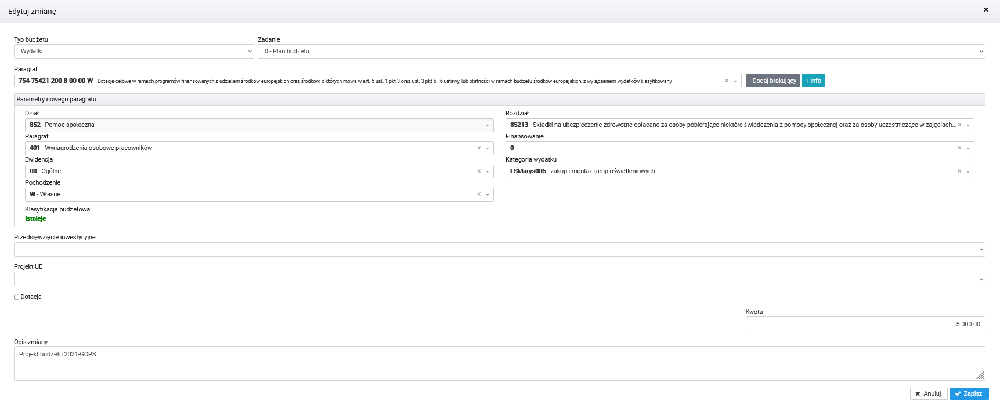 Edytuj zmianę
Typ budżetu
Zadanie
Wydatki
0 - Plan budżetu
Paragraf
754-75421-200-8-00-00-W - Dotacje celowe w ramach programów finansowanych z udziałem środków europejskich oraz środków, o których mowa w art. 5 ust. 1 pkt 3 oraz ust. 3 pkt 5 i 6 ustawy, lub płatności w ramach budżetu środków europejskich, z wyłączeniem wydatków klasyfikowany
- Dodaj brakujący
+ Info
Parametry nowego paragrafu
Dział
Rozdział
852 - Pomoc społeczna
85213 - Składki na ubezpieczenie zdrowotne opłacane za osoby pobierające niektóre świadczenia z pomocy społecznej oraz za osoby uczestniczące w zajęciach...
Paragraf
Finansowanie
401 - Wynagrodzenia osobowe pracowników
0 -
Ewidencja
Kategoria wydatku
00 - Ogólne
FSMarys005 - zakup i montaż lamp oświetleniowych
Pochodzenie
W - Własne
Klasyfikacja budżetowa:
istnieje
Przedsięwzięcie inwestycyjne
Projekt UE
Dotacja
Kwota
5 000.00
Opis zmiany
Projekt budżetu 2021-GOPS
Anuluj
Zapisz